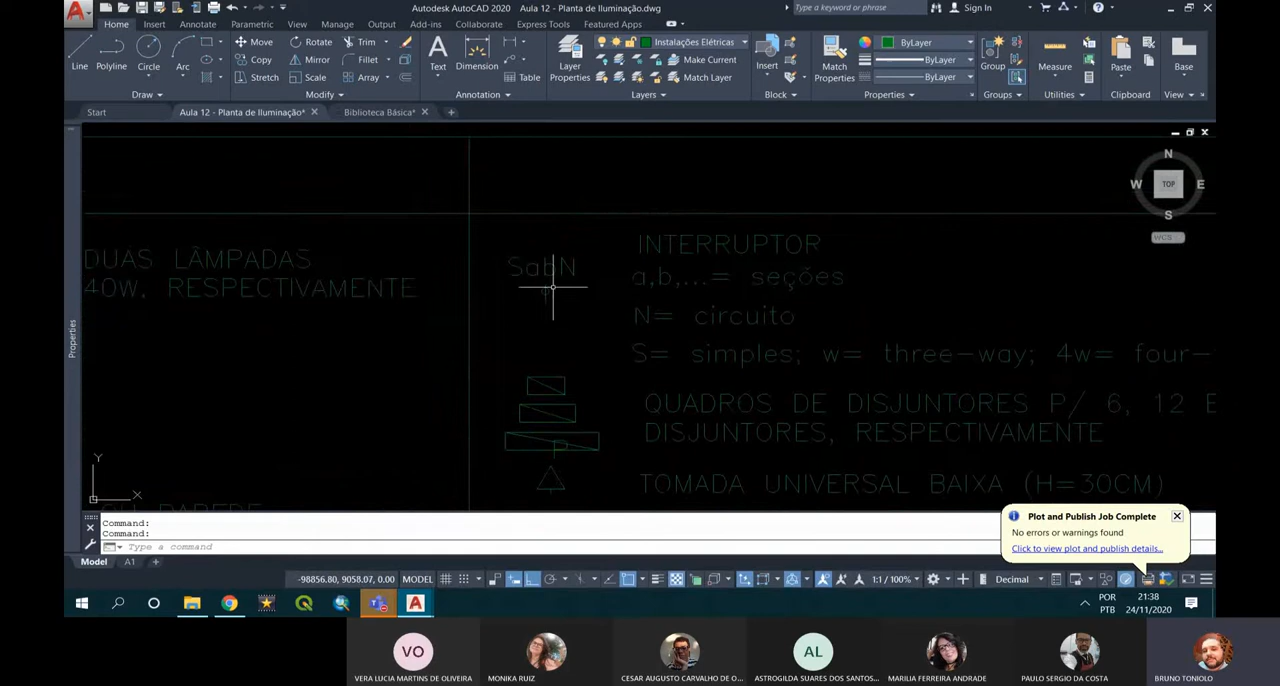 Autodesk AutoCAD 2020 Aula 12 - Planta de Iluminação.dwg
Type a keyword or phrase
Sign In
Home Insert Annotate Parametric View Manage Output Add-ins Collaborate Express Tools Featured Apps
Line Polyline Circle Arc
Move Rotate Trim
Copy Mirror Fillet
Stretch Scale Array
Text Dimension Table
Layer Properties
Instalações Elétricas
Make Current
Match Layer
Insert
Match Properties
ByLayer
ByLayer
ByLayer
Group
Measure
Paste
Base
Draw Modify Annotation Layers Block Properties Groups Utilities Clipboard View
Start Aula 12 - Planta de Iluminação* Biblioteca Básica*
N
W TOP E
S
WCS
DUAS LÂMPADAS
40W, RESPECTIVAMENTE
SabN
INTERRUPTOR
a,b,...= seções
N= circuito
S= simples; w= three-way; 4w= four-
QUADROS DE DISJUNTORES P/ 6, 12 E
DISJUNTORES, RESPECTIVAMENTE
P
TOMADA UNIVERSAL BAIXA (H=30CM)
Properties
Y
X
Command:
Command:
Type a command
Plot and Publish Job Complete
No errors or warnings found
Click to view plot and publish details...
Model A1
-98856.80, 9058.07, 0.00 MODEL
1:1 / 100%
Decimal
POR
PTB
21:38
24/11/2020
VO
VERA LUCIA MARTINS DE OLIVEIRA
MONIKA RUIZ
CESAR AUGUSTO CARVALHO DE O...
AL
ASTROGILDA SUARES DOS SANTOS...
MARILIA FERREIRA ANDRADE
PAULO SERGIO DA COSTA
BRUNO TONIOLO